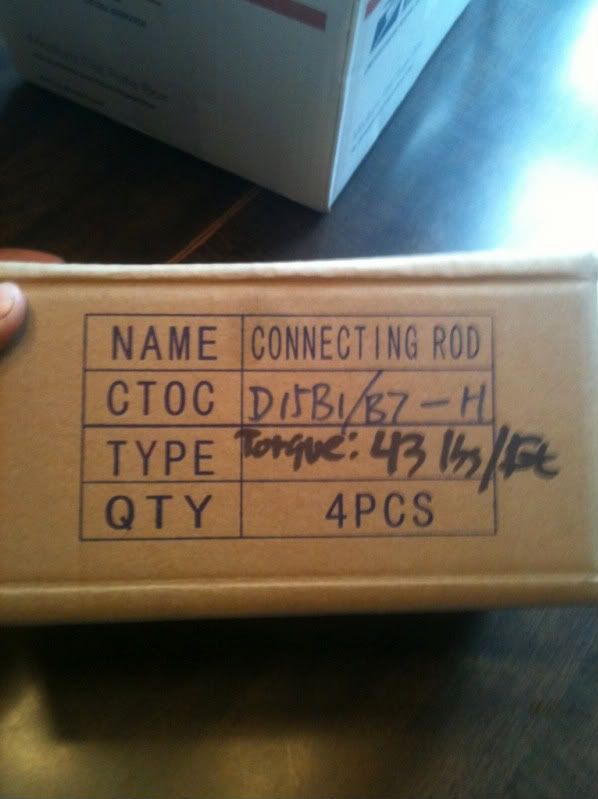 NAME CONNECTING ROD
CTOC D15B1/B7-H
TYPE Torque: 43 lbs/ft
QTY 4PCS